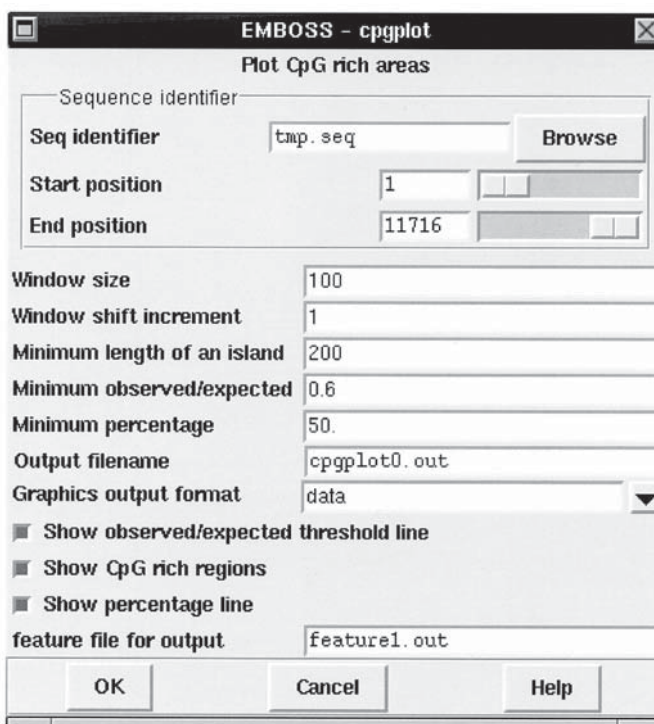 EMBOSS - cpgplot
Plot CpG rich areas
Sequence identifier
Seq identifier tmp.seq Browse
Start position 1
End position 11716
Window size 100
Window shift increment 1
Minimum length of an island 200
Minimum observed/expected 0.6
Minimum percentage 50.
Output filename cpgplot0.out
Graphics output format data
Show observed/expected threshold line
Show CpG rich regions
Show percentage line
feature file for output feature1.out
OK Cancel Help